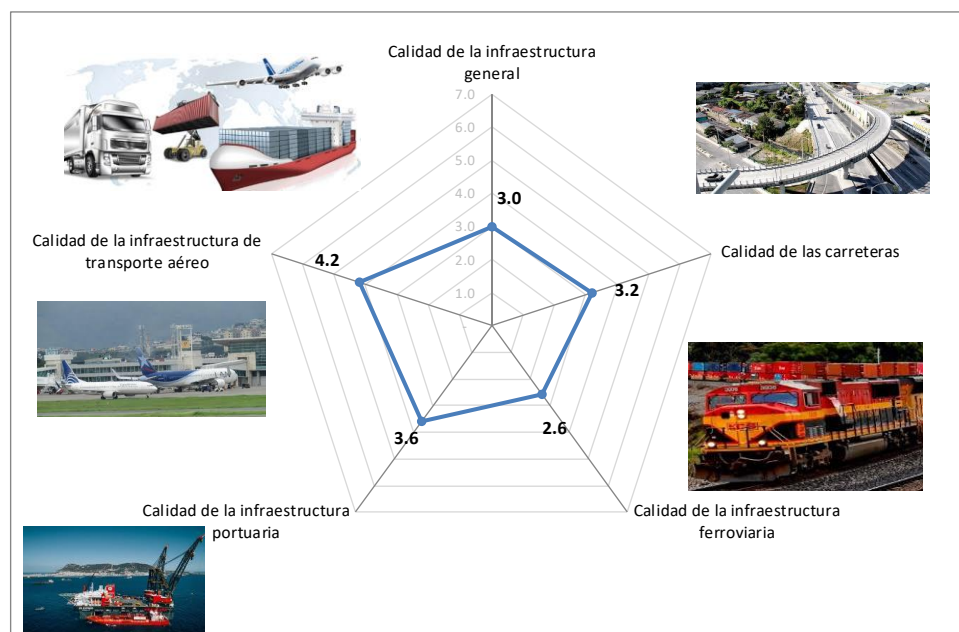 Calidad de la infraestructura
general
7.0
6.0
5.0
4.0
3.0
2.0
1.0
-
3.0
3.2
2.6
3.6
4.2
Calidad de las carreteras
Calidad de la infraestructura
ferroviaria
Calidad de la infraestructura
portuaria
Calidad de la infraestructura de
transporte aéreo